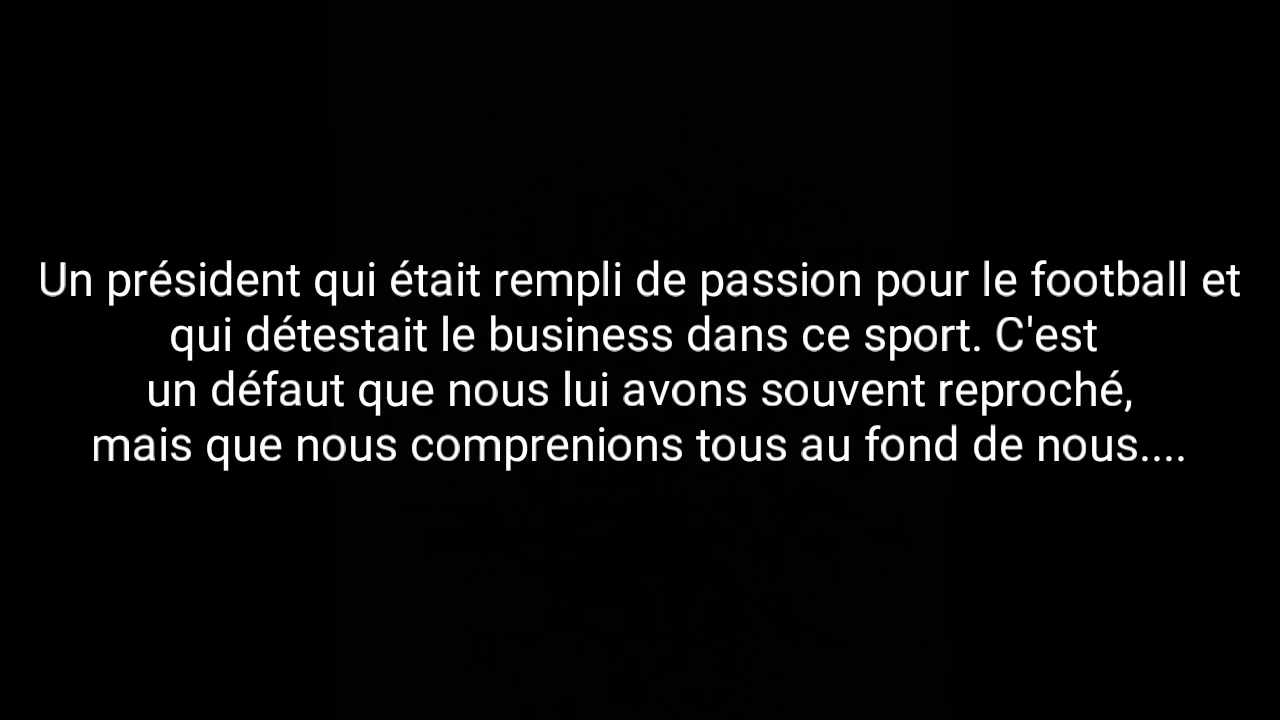 Un président qui était rempli de passion pour le football et
qui détestait le business dans ce sport. C'est
un défaut que nous lui avons souvent reproché,
mais que nous comprenions tous au fond de nous....